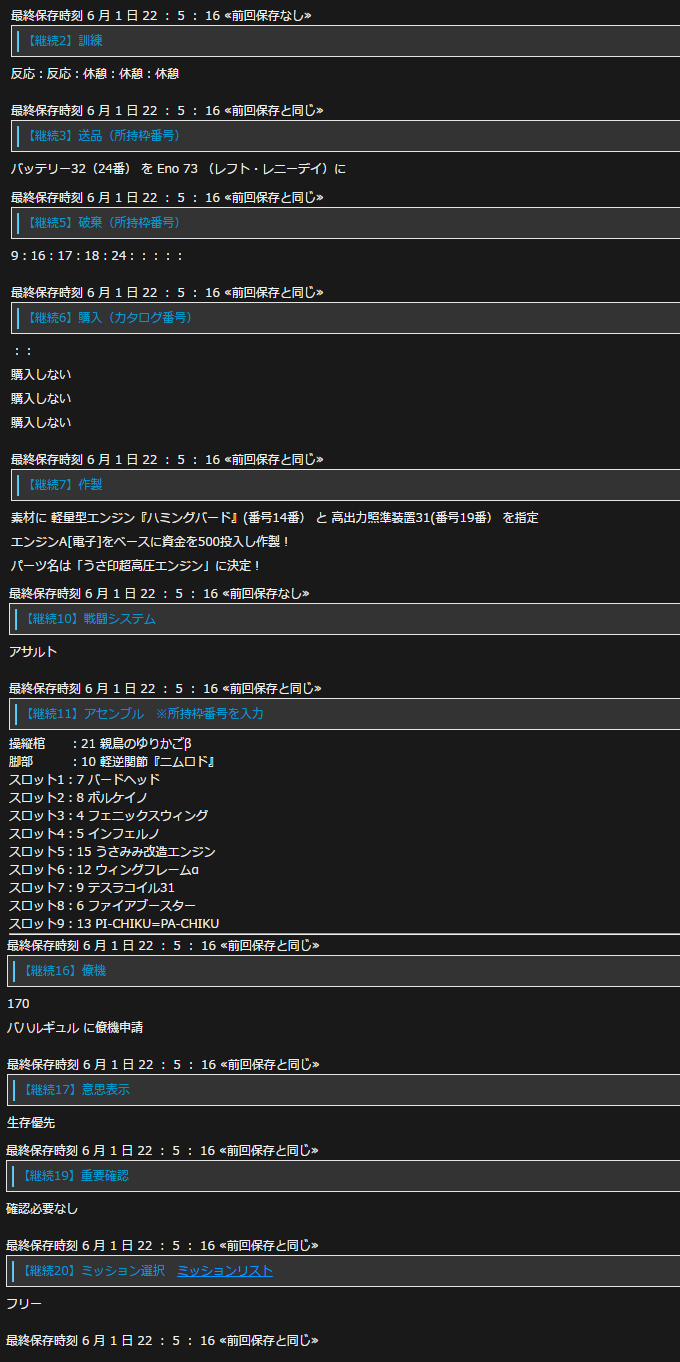 最終保存時刻 6 月 1 日 22 ： 5 ： 16 ≪前回保存なし≫
【継続2】訓練
反応：反応：休憩：休憩：休憩
最終保存時刻 6 月 1 日 22 ： 5 ： 16 ≪前回保存と同じ≫
【継続3】送品（所持枠番号）
バッテリー32（24番） を Eno 73 （レフト・レニーデイ）に
最終保存時刻 6 月 1 日 22 ： 5 ： 16 ≪前回保存と同じ≫
【継続5】破棄（所持枠番号）
9：16：17：18：24：：：：：
最終保存時刻 6 月 1 日 22 ： 5 ： 16 ≪前回保存と同じ≫
【継続6】購入（カタログ番号）
：：
購入しない
購入しない
購入しない
最終保存時刻 6 月 1 日 22 ： 5 ： 16 ≪前回保存と同じ≫
【継続7】作製
素材に 軽量型エンジン『ハミングバード』(番号14番） と 高出力照準装置31(番号19番） を指定
エンジンA[電子]をベースに資金を500投入し作製！
パーツ名は「うさ印超高圧エンジン」に決定！
最終保存時刻 6 月 1 日 22 ： 5 ： 16 ≪前回保存なし≫
【継続10】戦闘システム
アサルト
最終保存時刻 6 月 1 日 22 ： 5 ： 16 ≪前回保存と同じ≫
【継続11】アセンブル　※所持枠番号を入力
操縦棺　　：21 親鳥のゆりかごβ
脚部　　　：10 軽逆関節『ニムロド』
スロット1：7 バードヘッド
スロット2：8 ボルケイノ
スロット3：4 フェニックスウィング
スロット4：5 インフェルノ
スロット5：15 うさみみ改造エンジン
スロット6：12 ウィングフレームα
スロット7：9 テスラコイル31
スロット8：6 ファイアブースター
スロット9：13 PI-CHIKU=PA-CHIKU
最終保存時刻 6 月 1 日 22 ： 5 ： 16 ≪前回保存と同じ≫
【継続16】僚機
170
バハルギュル に僚機申請
最終保存時刻 6 月 1 日 22 ： 5 ： 16 ≪前回保存と同じ≫
【継続17】意思表示
生存優先
最終保存時刻 6 月 1 日 22 ： 5 ： 16 ≪前回保存と同じ≫
【継続19】重要確認
確認必要なし
最終保存時刻 6 月 1 日 22 ： 5 ： 16 ≪前回保存と同じ≫
【継続20】ミッション選択　ミッションリスト
フリー
最終保存時刻 6 月 1 日 22 ： 5 ： 16 ≪前回保存と同じ≫